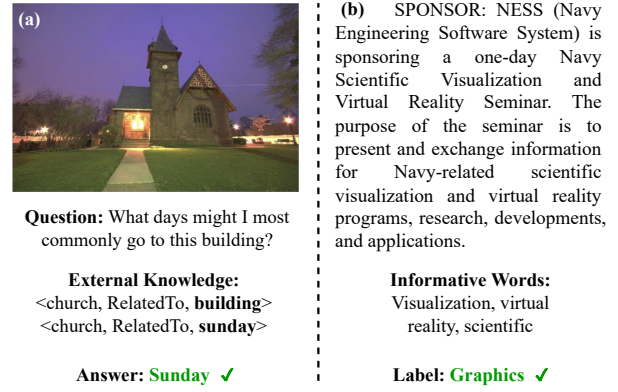 (a)
Question: What days might I most
commonly go to this building?
External Knowledge:
<church, RelatedTo, building>
<church, RelatedTo, sunday>
Answer: Sunday ✓
(b) SPONSOR: NESS (Navy
Engineering Software System) is
sponsoring a one-day Navy
Scientific Visualization and
Virtual Reality Seminar. The
purpose of the seminar is to
present and exchange information
for Navy-related scientific
visualization and virtual reality
programs, research, developments,
and applications.
Informative Words:
Visualization, virtual
reality, scientific
Label: Graphics ✓